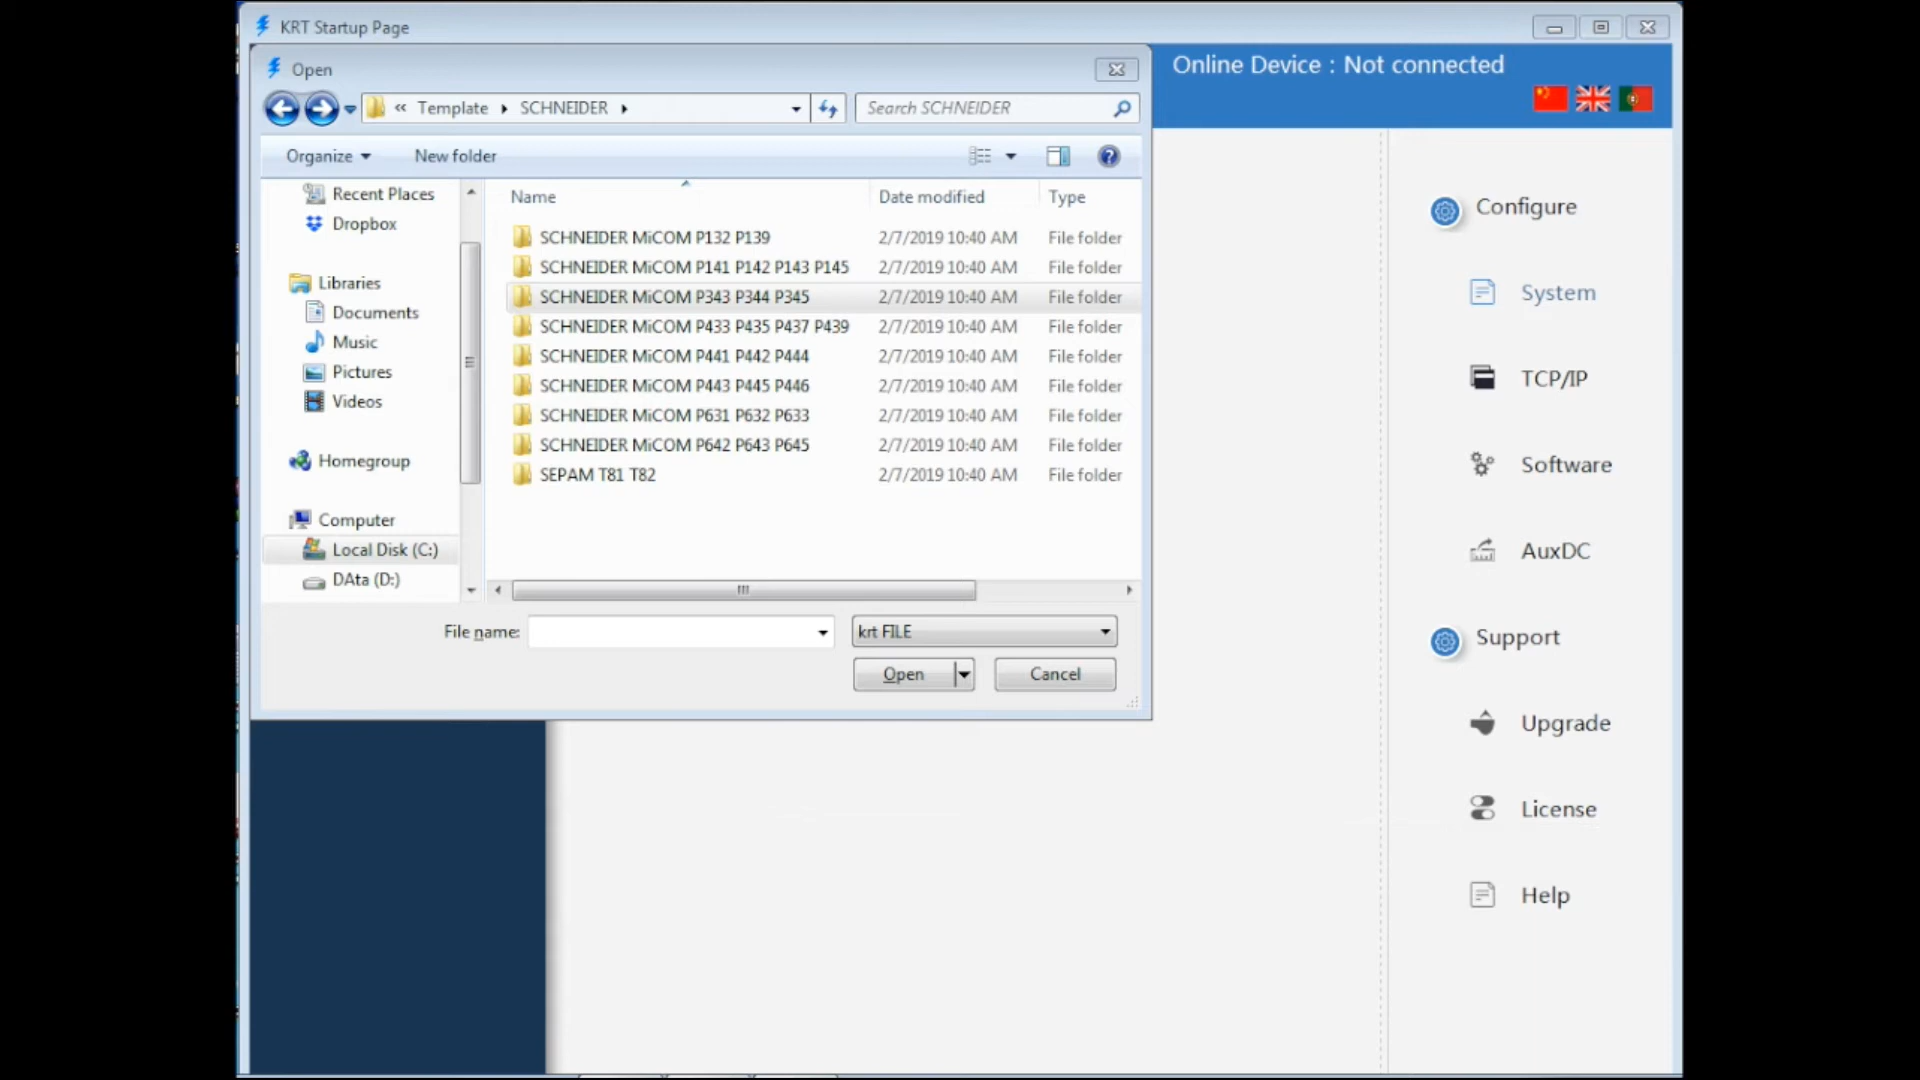 KRT Startup Page
Open
« Template ▸ SCHNEIDER ▸
Search SCHNEIDER
Organize
New folder
Recent Places
Dropbox
Libraries
Documents
Music
Pictures
Videos
Homegroup
Computer
Local Disk (C:)
DAta (D:)
Name Date modified Type
SCHNEIDER MiCOM P132 P139 2/7/2019 10:40 AM File folder
SCHNEIDER MiCOM P141 P142 P143 P145 2/7/2019 10:40 AM File folder
SCHNEIDER MiCOM P343 P344 P345 2/7/2019 10:40 AM File folder
SCHNEIDER MiCOM P433 P435 P437 P439 2/7/2019 10:40 AM File folder
SCHNEIDER MiCOM P441 P442 P444 2/7/2019 10:40 AM File folder
SCHNEIDER MiCOM P443 P445 P446 2/7/2019 10:40 AM File folder
SCHNEIDER MiCOM P631 P632 P633 2/7/2019 10:40 AM File folder
SCHNEIDER MiCOM P642 P643 P645 2/7/2019 10:40 AM File folder
SEPAM T81 T82 2/7/2019 10:40 AM File folder
File name:
krt FILE
Open
Cancel
Online Device : Not connected
Configure
System
TCP/IP
Software
AuxDC
Support
Upgrade
License
Help